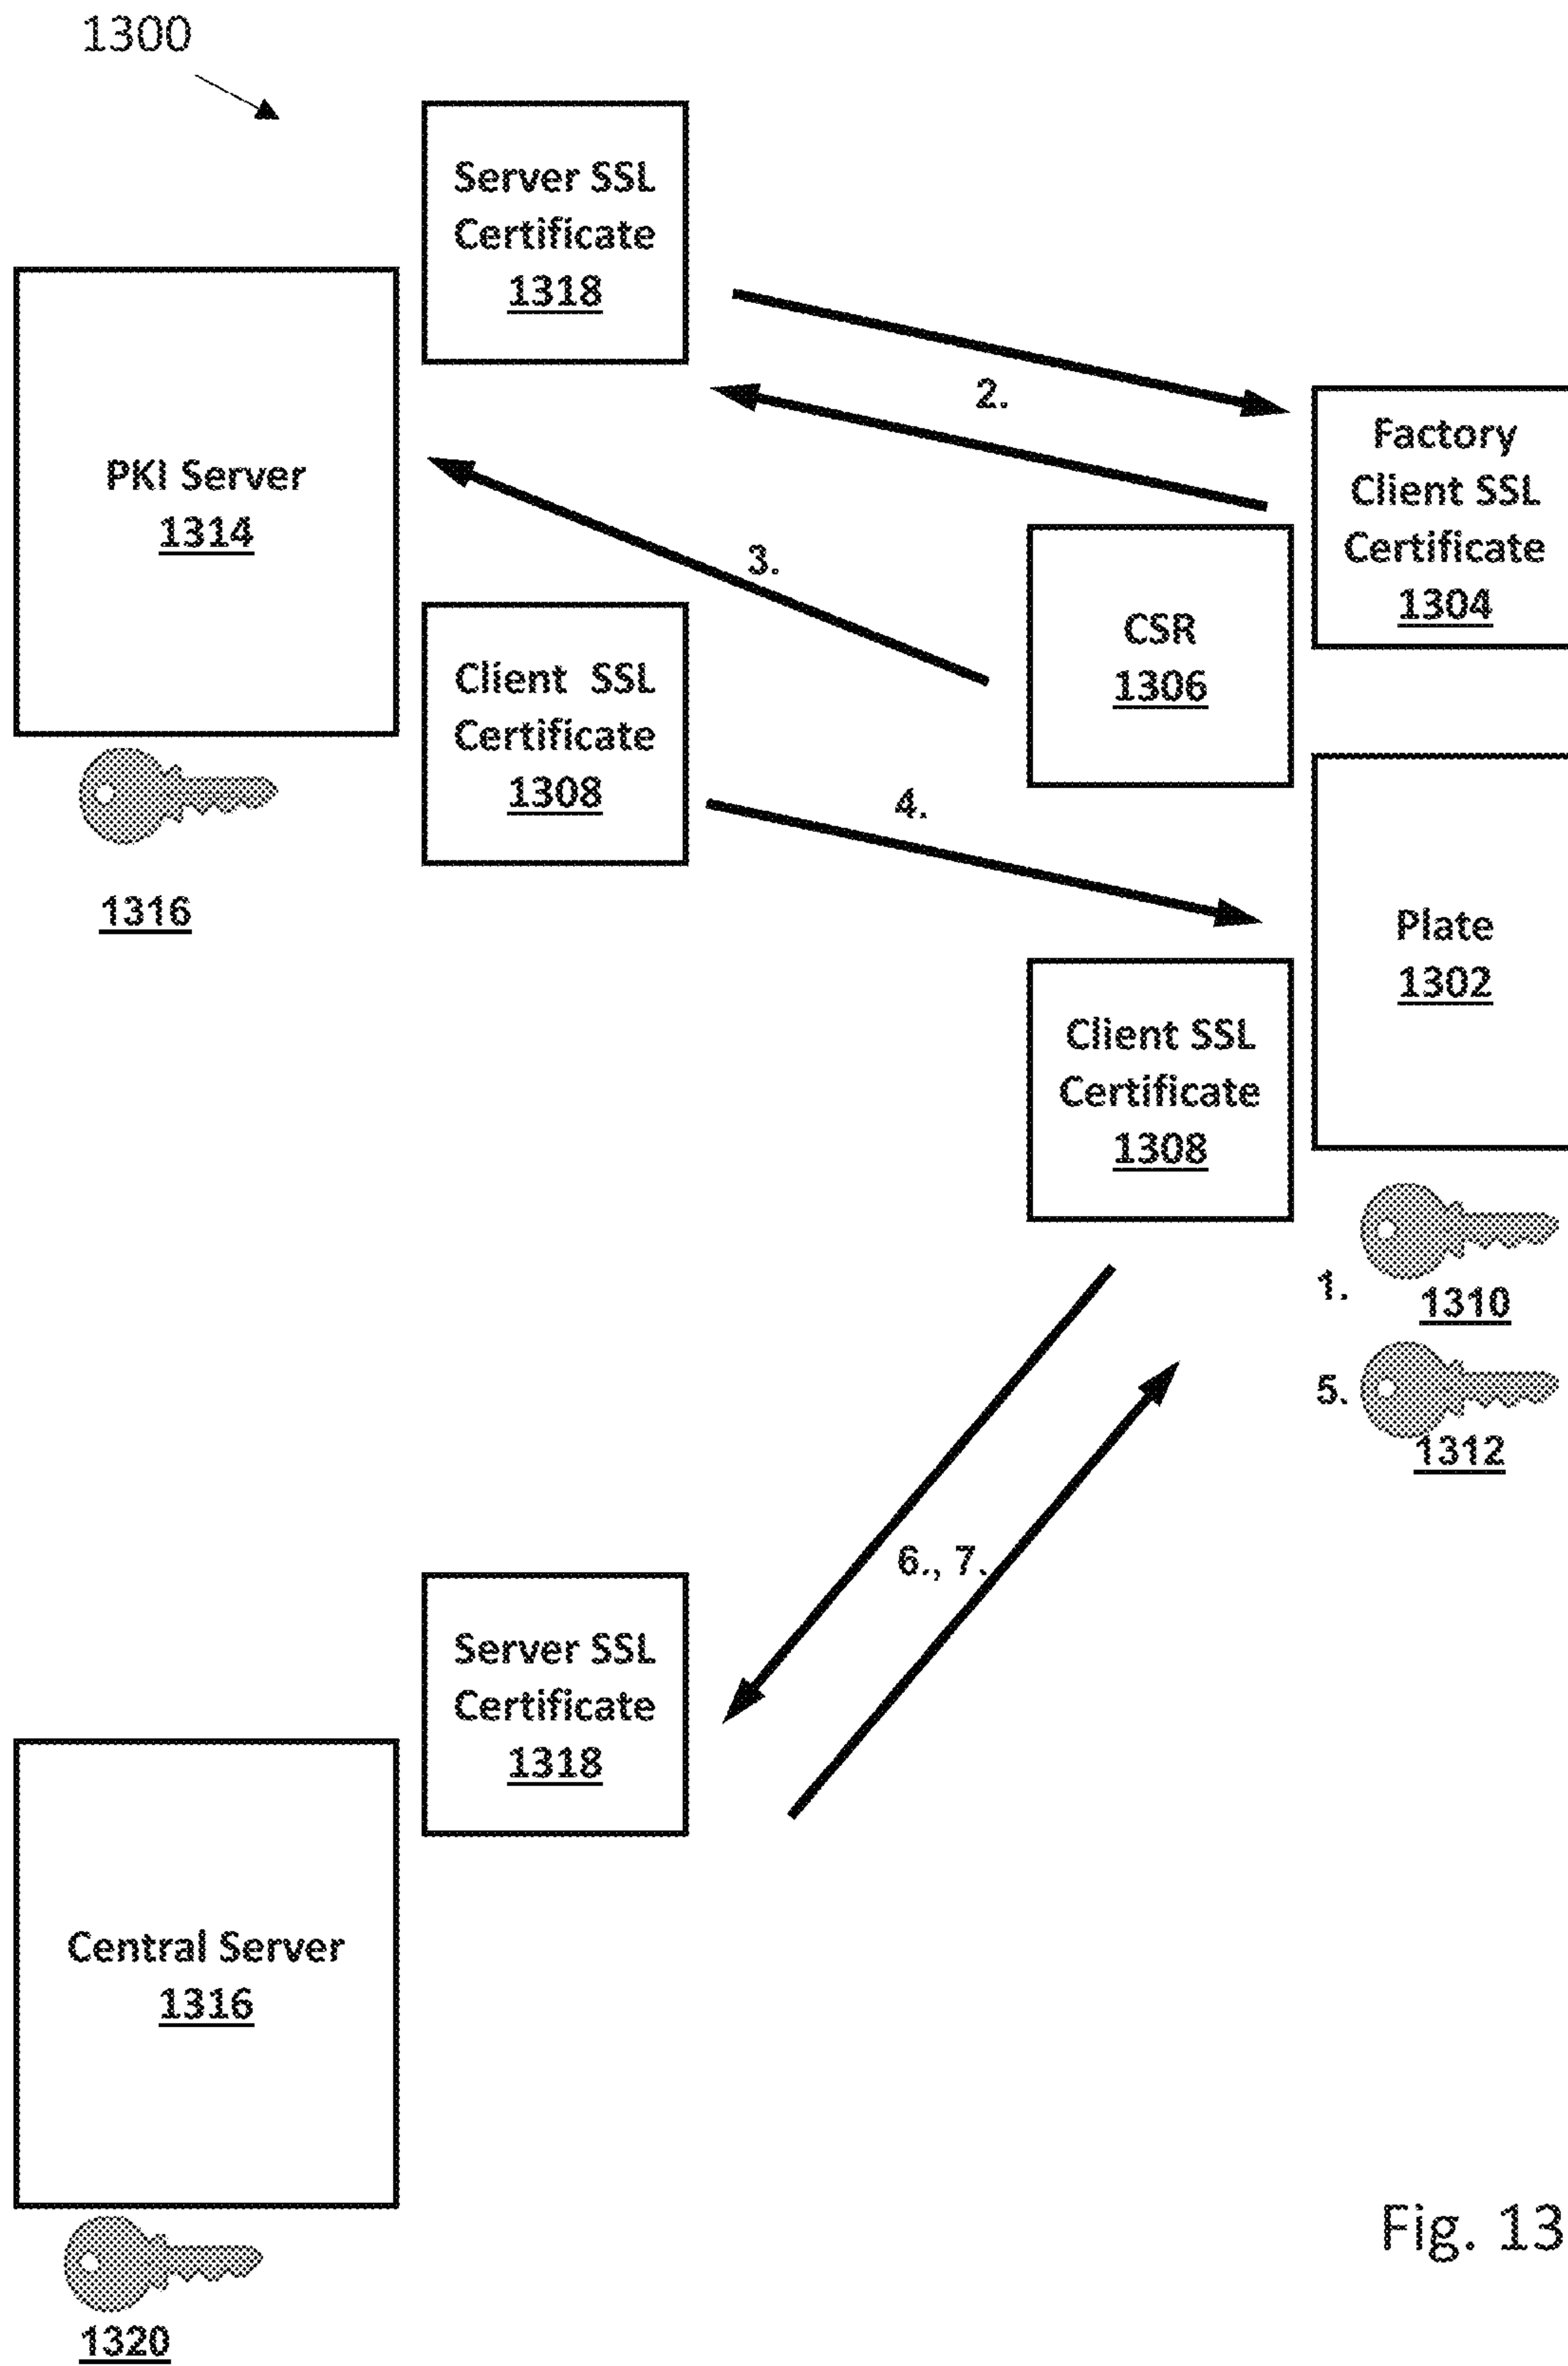 1300
Server SSL
Certificate
1318
PKI Server
1314
2.
Factory
Client SSL
Certificate
1304
3.
CSR
1306
Client SSL
Certificate
1308
4.
1316
Plate
1302
Client SSL
Certificate
1308
1.
1310
5.
1312
6., 7.
Server SSL
Certificate
1318
Central Server
1316
1320
Fig. 13